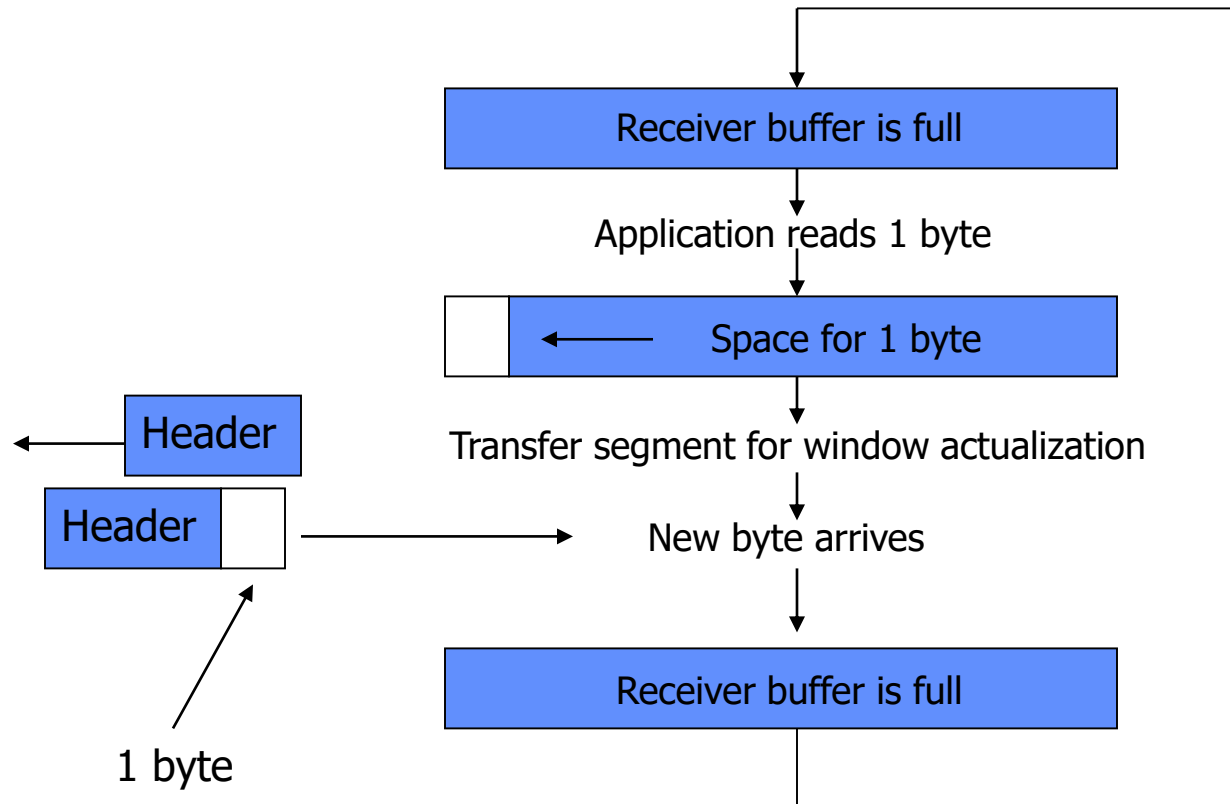 Receiver buffer is full
Application reads 1 byte
Space for 1 byte
Header
Transfer segment for window actualization
Header
New byte arrives
Receiver buffer is full
1 byte